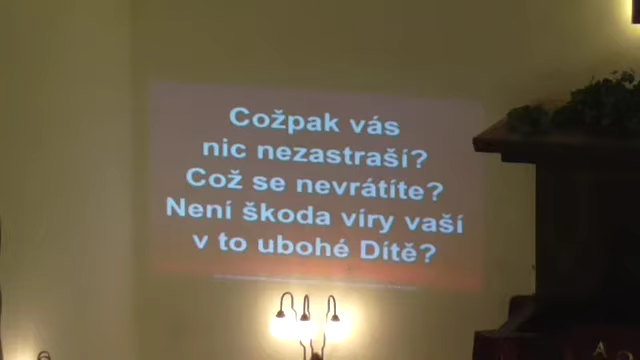 Cožpak vás
nic nezastraší?
Což se nevrátíte?
Není škoda víry vaší
v to ubohé Dítě?